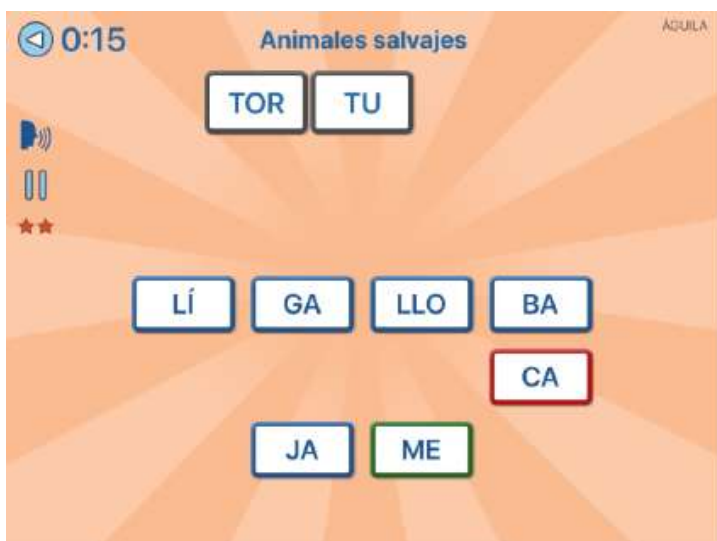 0:15
Animales salvajes
ÁGUILA
TOR TU
LÍ GA LLO BA
CA
JA ME